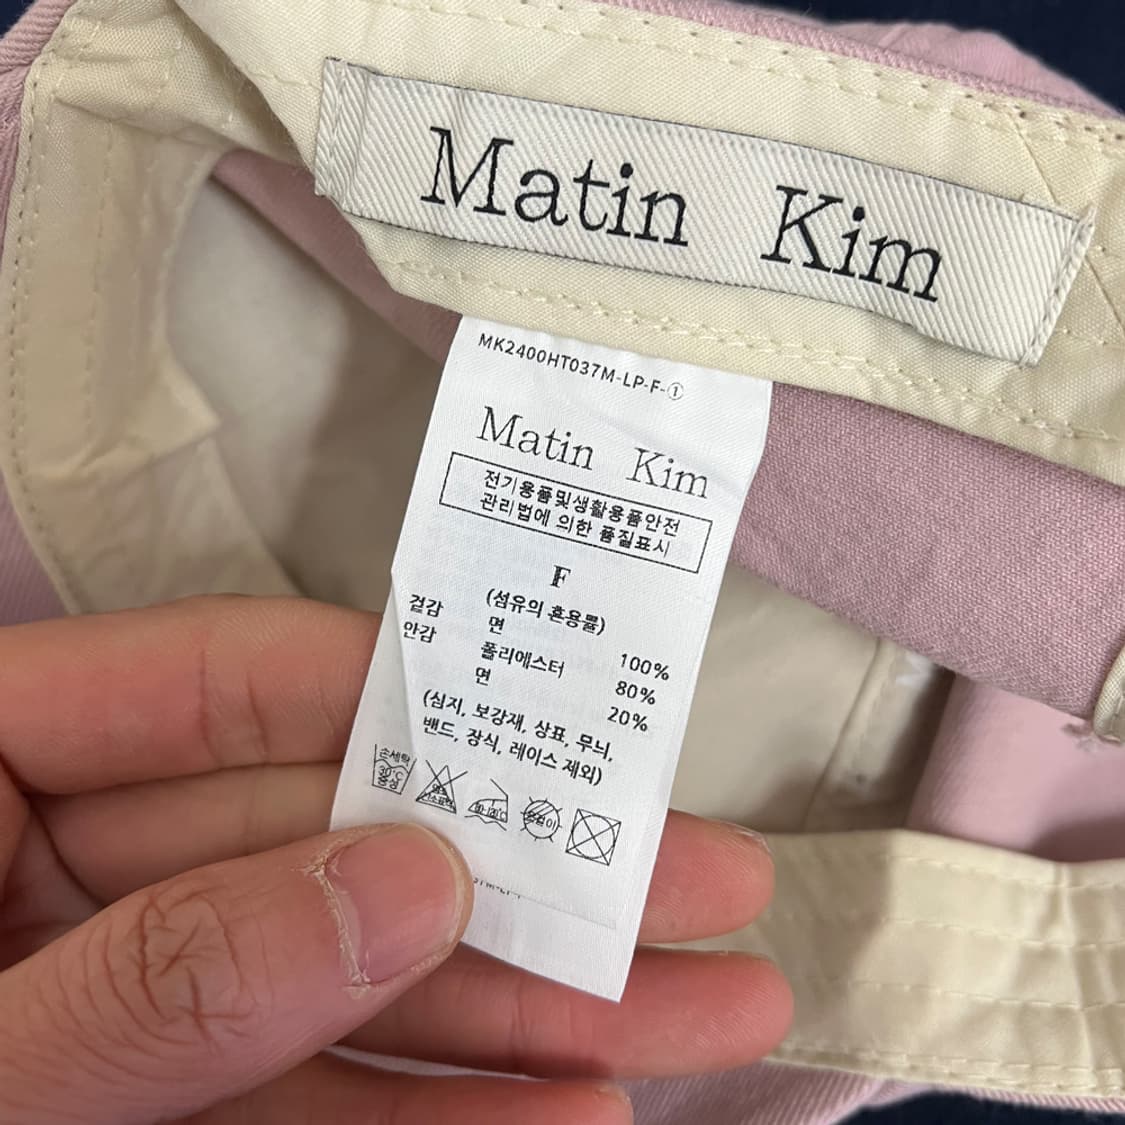 Matin Kim
MK2400HT037M-LP-F-①
Matin Kim
전기용품및생활용품안전
관리법에 의한 품질표시
F
(섬유의 혼용률)
겉감 면 100%
안감 폴리에스터 80%
면 20%
(심지, 보강재, 상표, 무늬,
밴드, 장식, 레이스 제외)
손세탁
30℃
중성